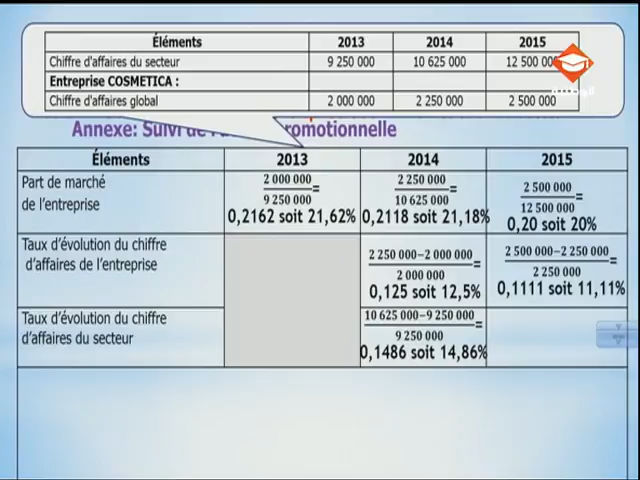 Éléments 2013 2014 2015
Chiffre d'affaires du secteur 9 250 000 10 625 000 12 500 000
Entreprise COSMETICA :
Chiffre d'affaires global 2 000 000 2 250 000 2 500 000
Annexe: Suivi de promotionnelle
Éléments 2013 2014 2015
Part de marché de l'entreprise
2 000 000 / 9 250 000 =
0,2162 soit 21,62%
2 250 000 / 10 625 000 =
0,2118 soit 21,18%
2 500 000 / 12 500 000 =
0,20 soit 20%
Taux d'évolution du chiffre
d'affaires de l'entreprise
2 250 000−2 000 000 / 2 000 000 =
0,125 soit 12,5%
2 500 000−2 250 000 / 2 250 000 =
0,1111 soit 11,11%
Taux d'évolution du chiffre
d'affaires du secteur
10 625 000−9 250 000 / 9 250 000 =
0,1486 soit 14,86%